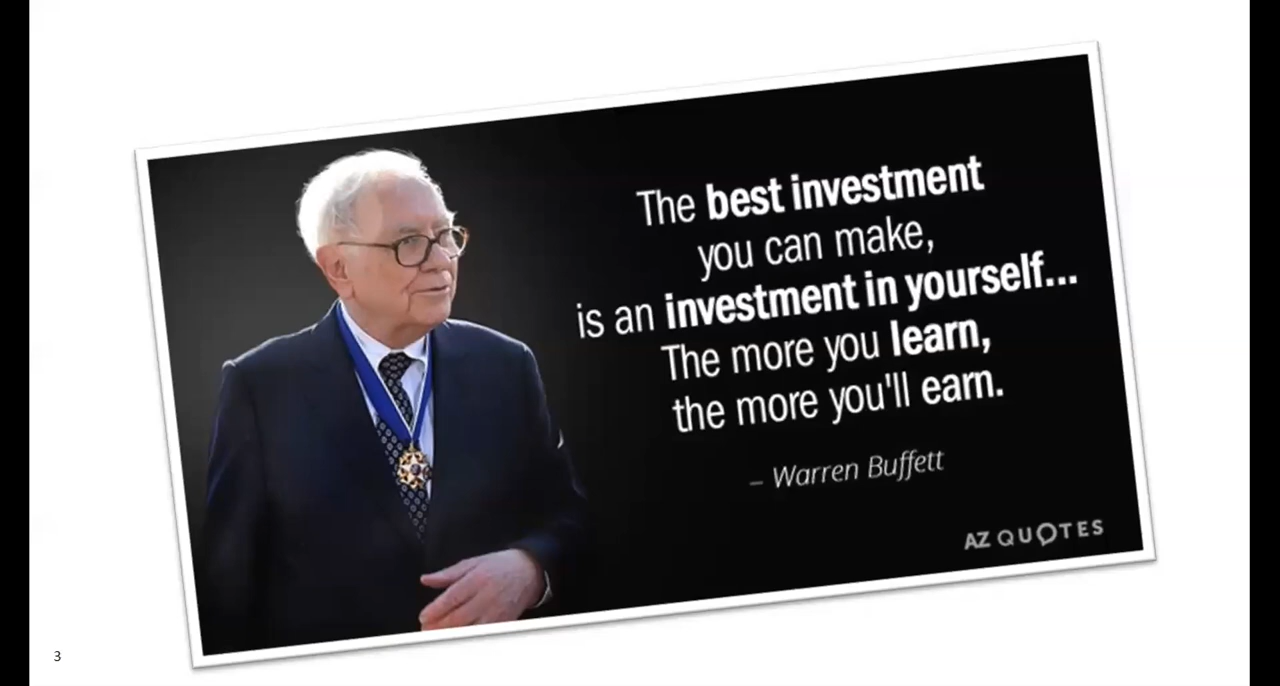 The best investment
you can make,
is an investment in yourself...
The more you learn,
the more you'll earn.
– Warren Buffett
AZ QUOTES
3